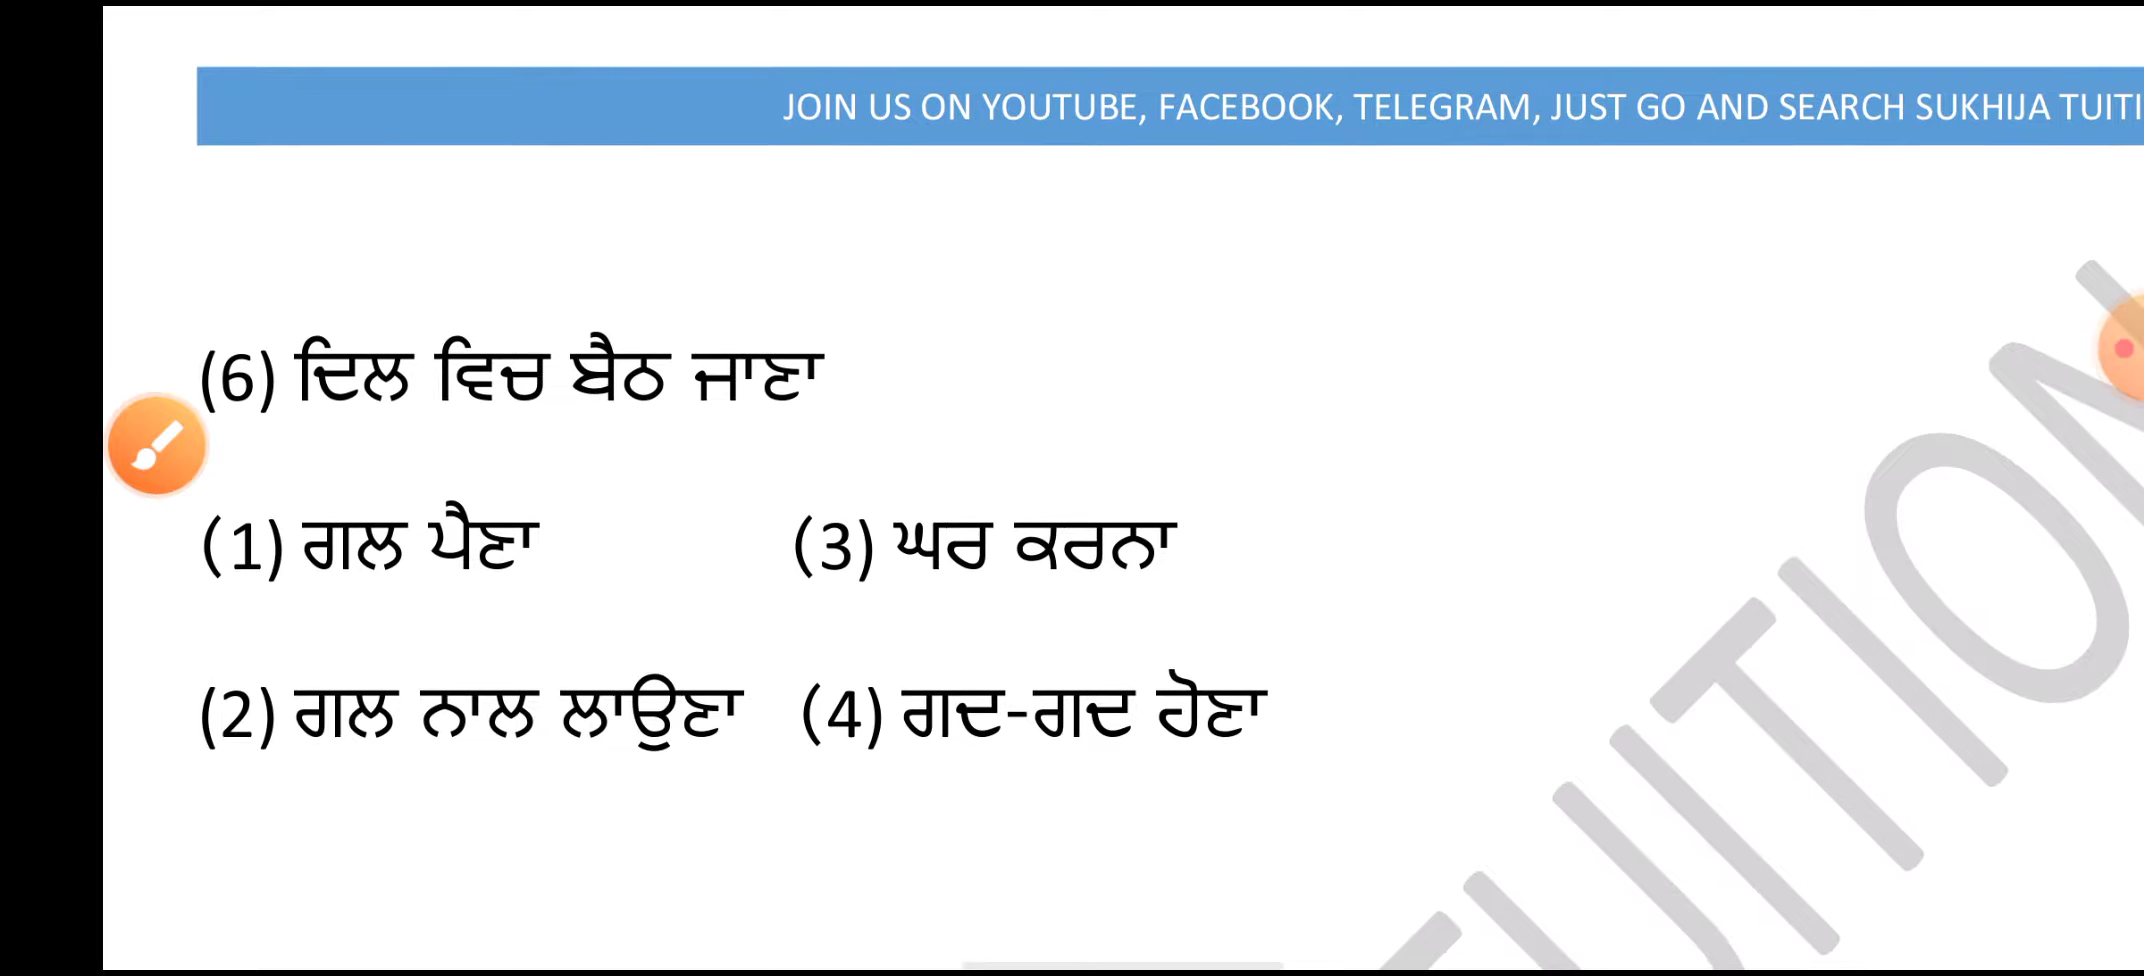 JOIN US ON YOUTUBE, FACEBOOK, TELEGRAM, JUST GO AND SEARCH SUKHIJA TUITI
(6) ਦਿਲ ਵਿਚ ਬੈਠ ਜਾਣਾ
(1) ਗਲ ਪੈਣਾ (3) ਘਰ ਕਰਨਾ
(2) ਗਲ ਨਾਲ ਲਾਉਣਾ (4) ਗਦ-ਗਦ ਹੋਣਾ
TUITION